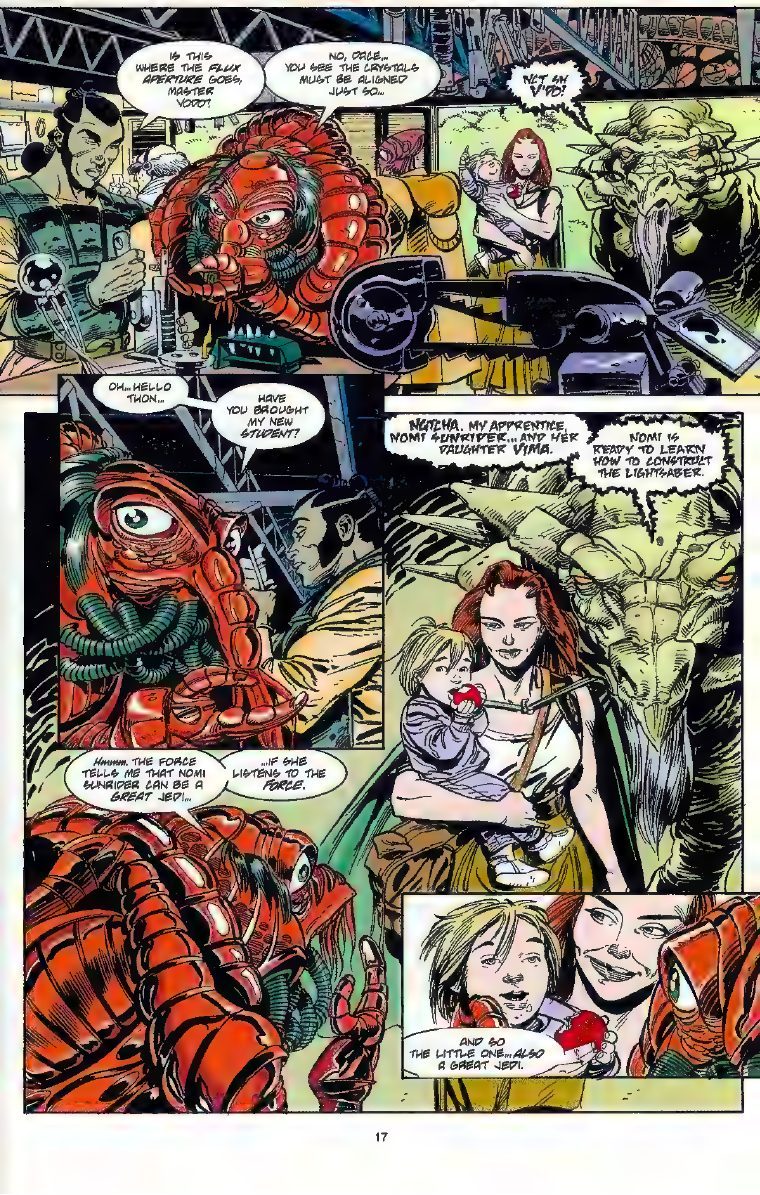 IS THIS
WHERE THE FLUX
APERTURE GOES,
MASTER
VODO?
NO, DACE...
YOU SEE THE CRYSTALS
MUST BE ALIGNED
JUST SO...
V'DO!
OH... HELLO
THON...
HAVE
YOU BROUGHT
MY NEW
STUDENT?
NGTCHA. MY APPRENTICE,
NOMI SUNRIDER... AND HER
DAUGHTER VIMA.
NOMI IS
READY TO LEARN
HOW TO CONSTRUCT
THE LIGHTSABER.
Hmmm. THE FORCE
TELLS ME THAT NOMI
SUNRIDER CAN BE A
GREAT JEDI...
...IF SHE
LISTENS TO THE
FORCE.
AND SO
THE LITTLE ONE... ALSO
A GREAT JEDI.
17